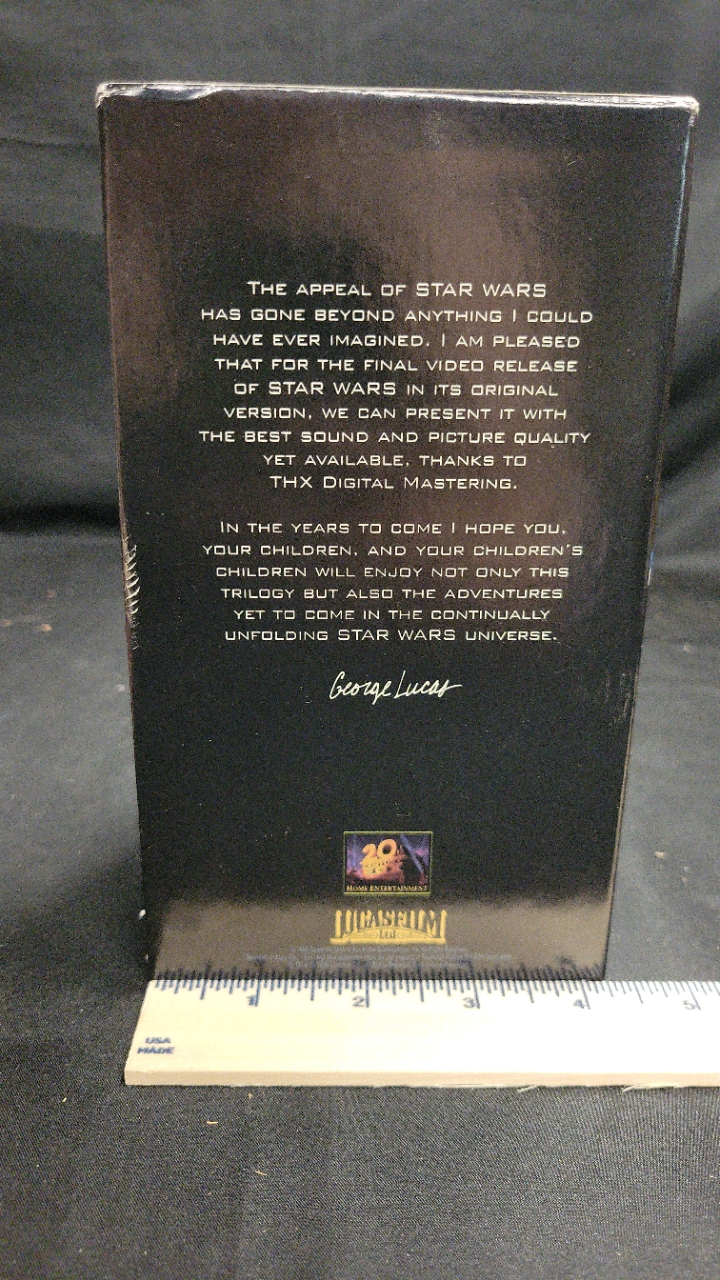 THE APPEAL OF STAR WARS
HAS GONE BEYOND ANYTHING I COULD
HAVE EVER IMAGINED. I AM PLEASED
THAT FOR THE FINAL VIDEO RELEASE
OF STAR WARS IN ITS ORIGINAL
VERSION, WE CAN PRESENT IT WITH
THE BEST SOUND AND PICTURE QUALITY
YET AVAILABLE, THANKS TO
THX DIGITAL MASTERING.
IN THE YEARS TO COME I HOPE YOU,
YOUR CHILDREN, AND YOUR CHILDREN'S
CHILDREN WILL ENJOY NOT ONLY THIS
TRILOGY BUT ALSO THE ADVENTURES
YET TO COME IN THE CONTINUALLY
UNFOLDING STAR WARS UNIVERSE.
George Lucas
20
HOME ENTERTAINMENT
LUCASFILM
Ltd
1 2 3 4 5
USA
MADE